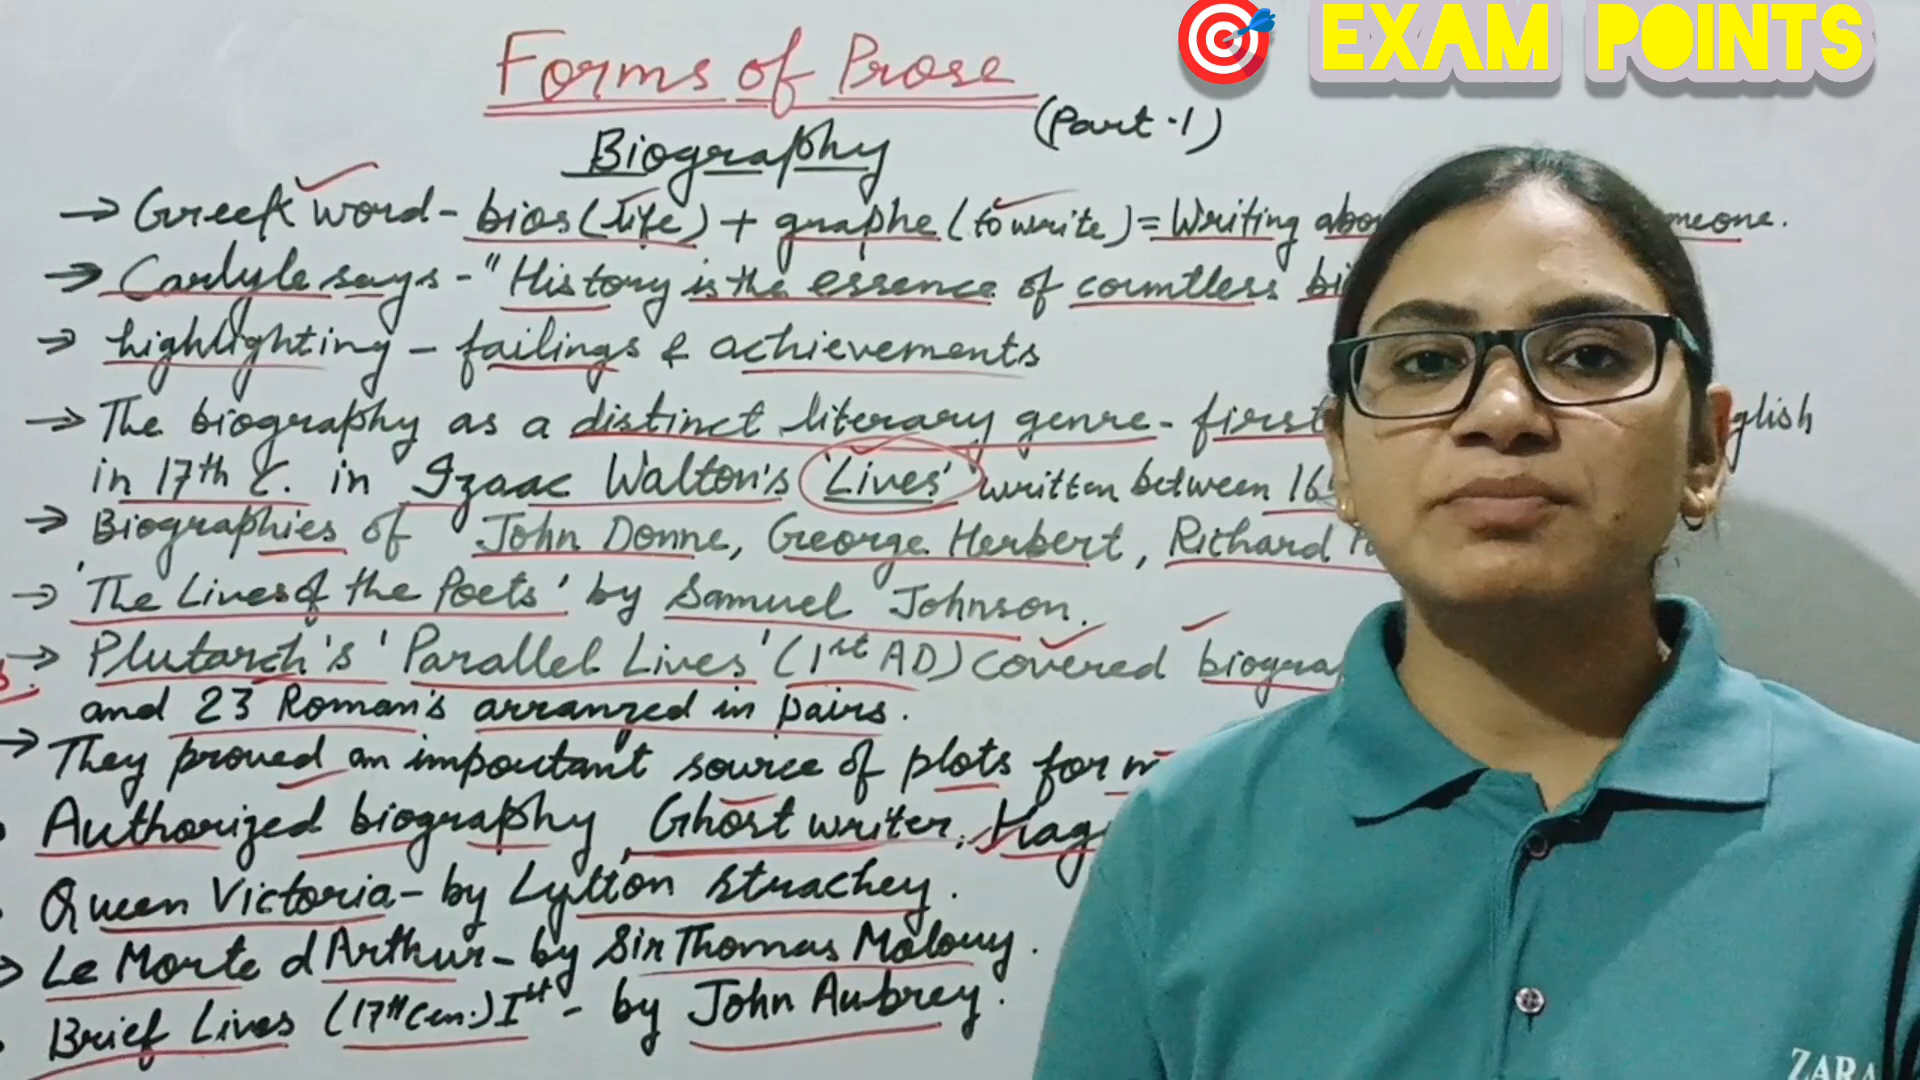 EXAM POINTS
Forms of Prose
(Part-1)
Biography
→ Greek word - bios (life) + graphe (to write) = Writing
→ Carlyle says - "History is the essence of countless
→ highlighting - failings & achievements
→ The biography as a distinct literary genre - first
in 17th C. in Izaac Walton's 'Lives' written between
→ Biographies of John Donne, George Herbert, Richard
→ 'The Lives of the Poets' by Samuel Johnson.
→ Plutarch's 'Parallel Lives' (1st AD) covered
and 23 Roman's arranged in pairs.
→ They proved an important source of plots for
Authorized biography, Ghost writer,
Queen Victoria - by Lytton Strachey.
→ Le Morte d Arthur - by Sir Thomas Malory.
Brief Lives (17th Cen.) Ist - by John Aubrey.
ZARA